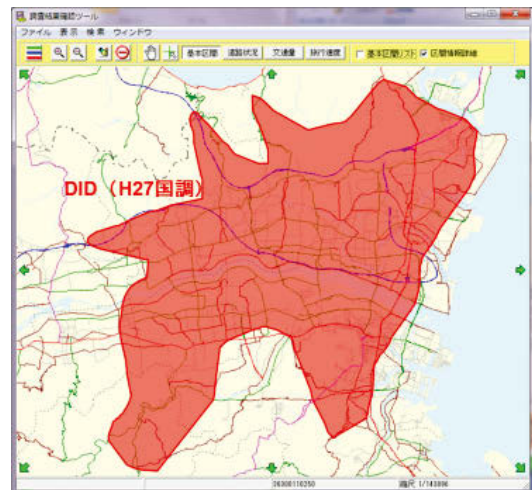 調査結果確認ツール
ファイル 表示 検索 ウィンドウ
基本区間 道路状況 交通量 旅行速度 基本区間リスト 区間情報詳細
DID（H27国調）
06300110250 縮尺 1/140896